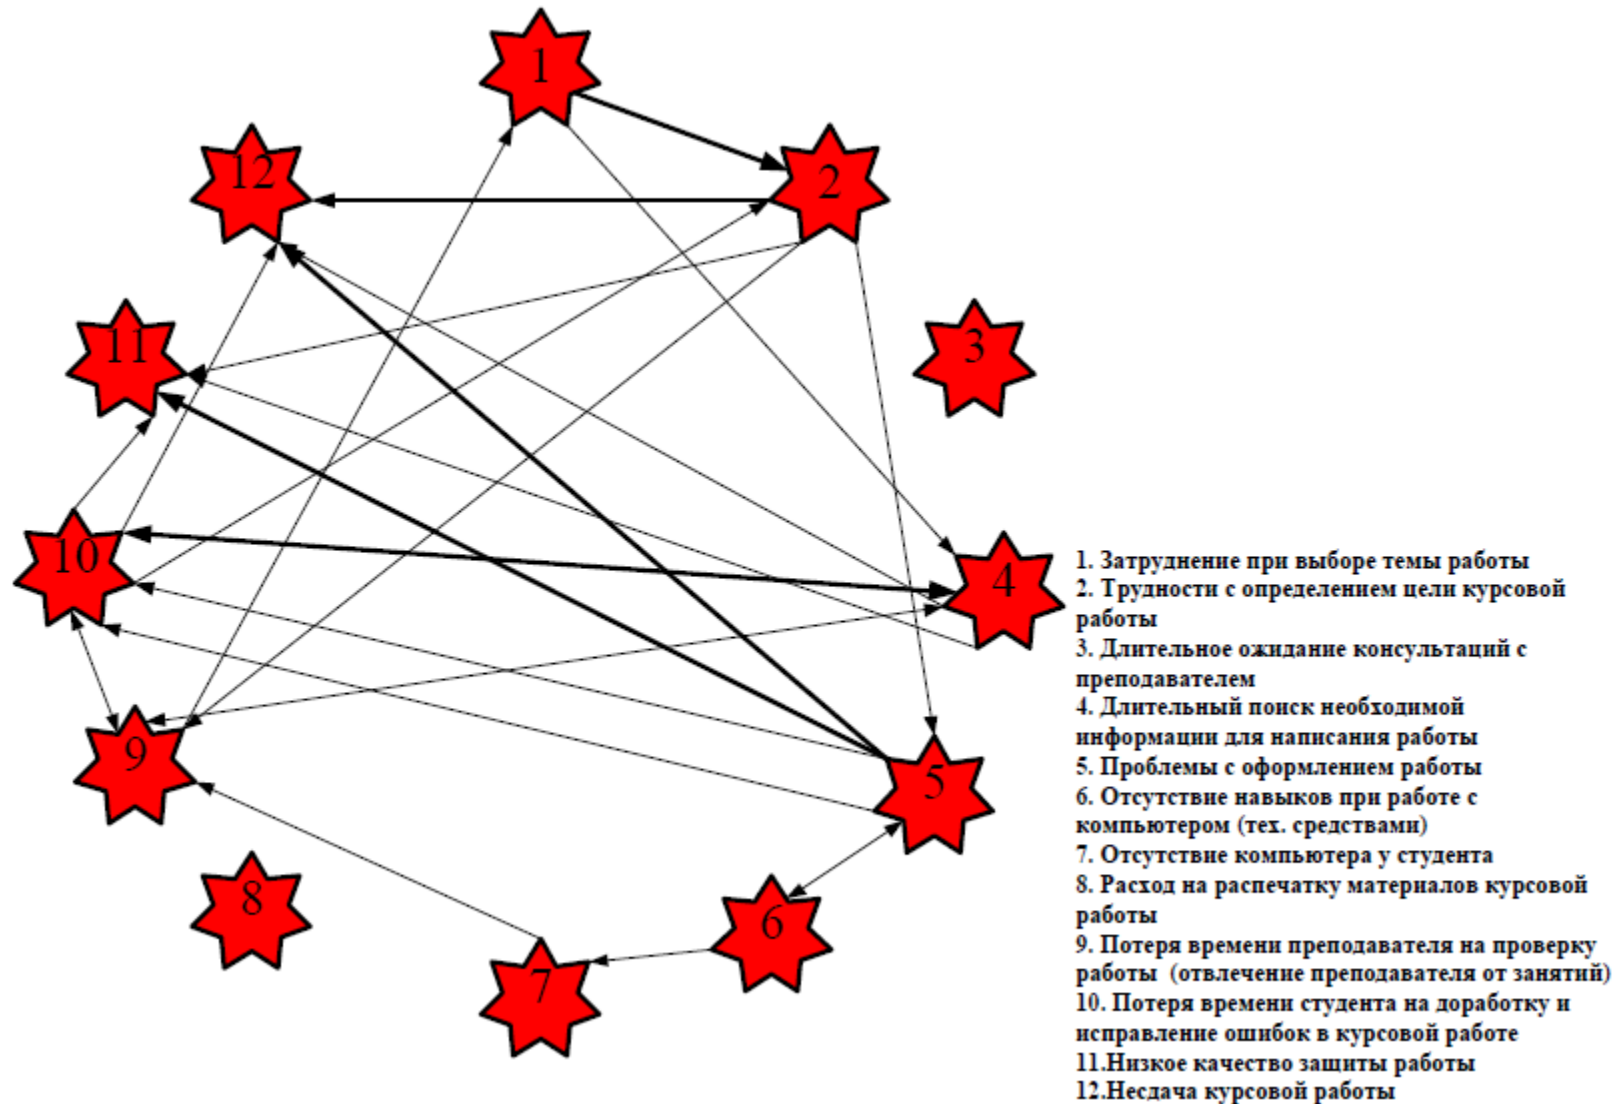 1
12
2
11
3
10
4
9
5
8
6
7
1. Затруднение при выборе темы работы
2. Трудности с определением цели курсовой
работы
3. Длительное ожидание консультаций с
преподавателем
4. Длительный поиск необходимой
информации для написания работы
5. Проблемы с оформлением работы
6. Отсутствие навыков при работе с
компьютером (тех. средствами)
7. Отсутствие компьютера у студента
8. Расход на распечатку материалов курсовой
работы
9. Потеря времени преподавателя на проверку
работы (отвлечение преподавателя от занятий)
10. Потеря времени студента на доработку и
исправление ошибок в курсовой работе
11.Низкое качество защиты работы
12.Несдача курсовой работы